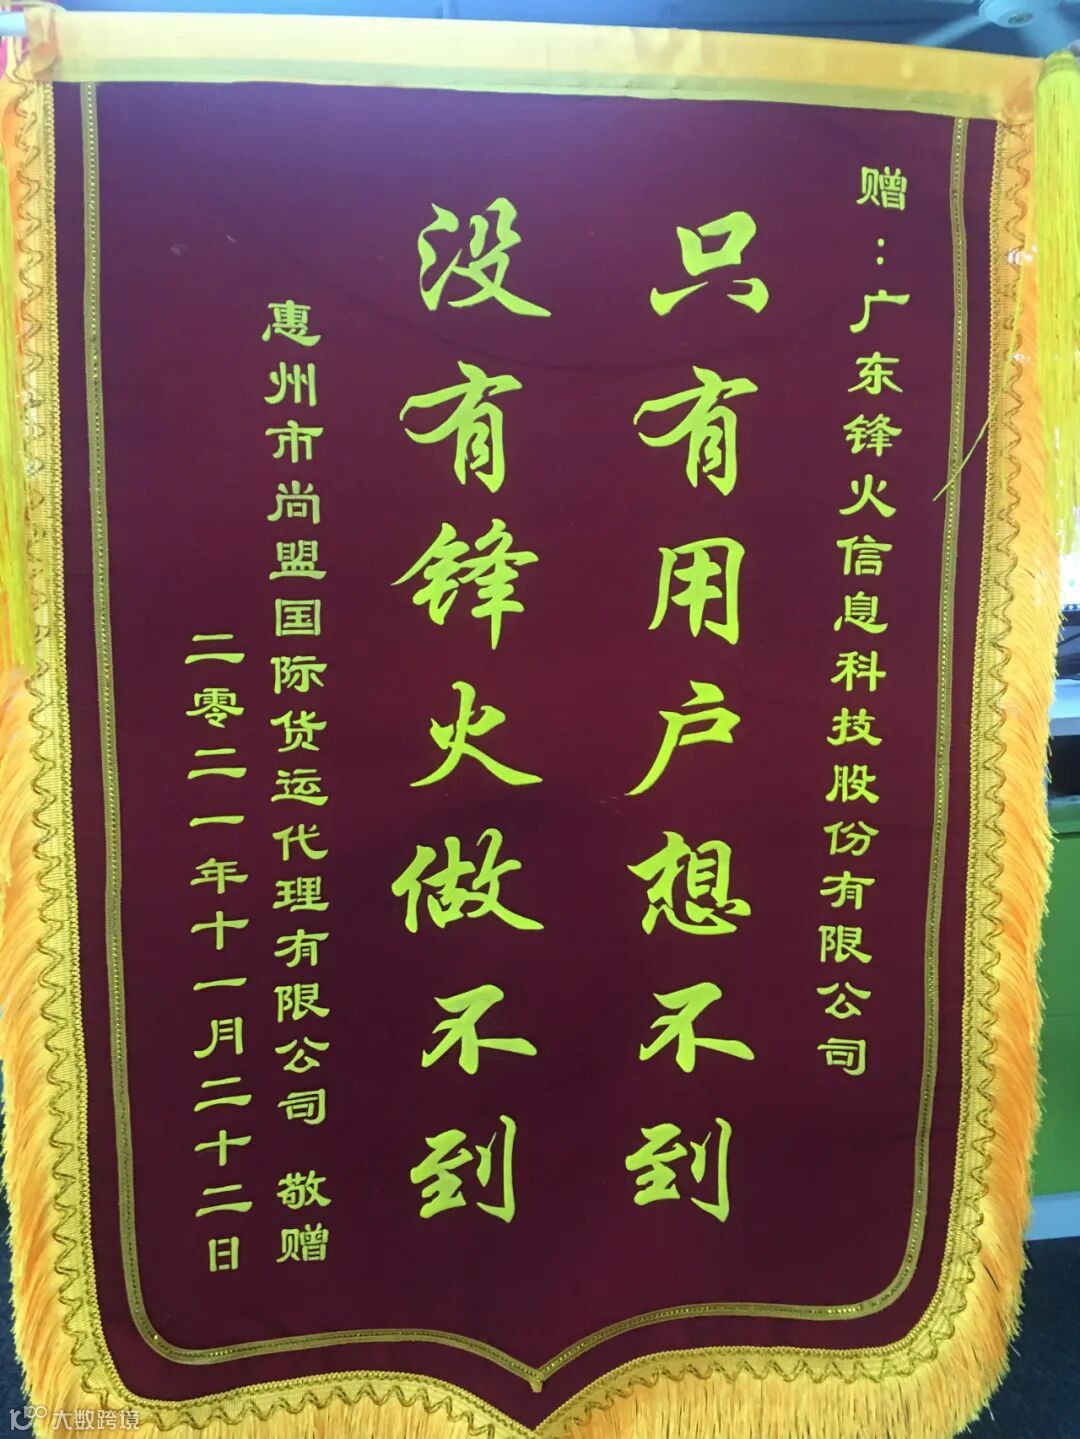 赠：广东锋火信息科技股份有限公司
只有用户想不到
没有锋火做不到
惠州市尚盟国际货运代理有限公司 敬赠
二零二一年十一月二十二日
大数跨境